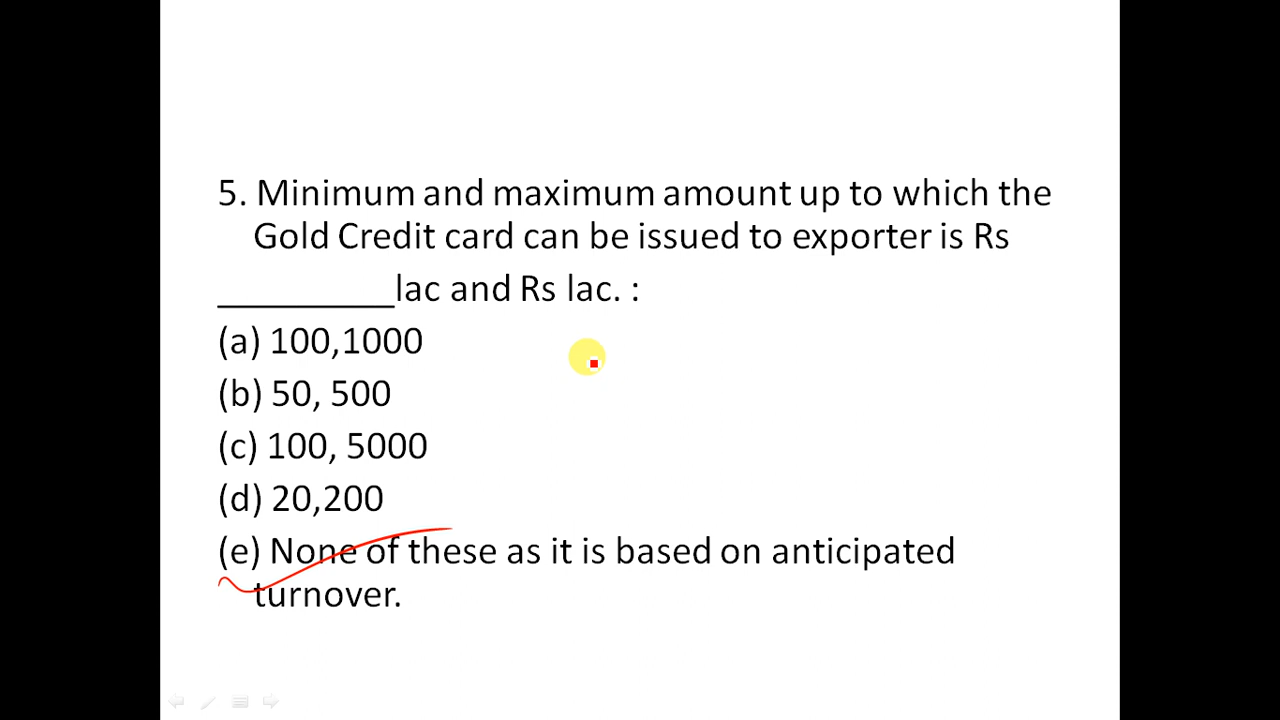 5. Minimum and maximum amount up to which the
Gold Credit card can be issued to exporter is Rs
__________lac and Rs lac. :
(a) 100,1000
(b) 50, 500
(c) 100, 5000
(d) 20,200
(e) None of these as it is based on anticipated
turnover.